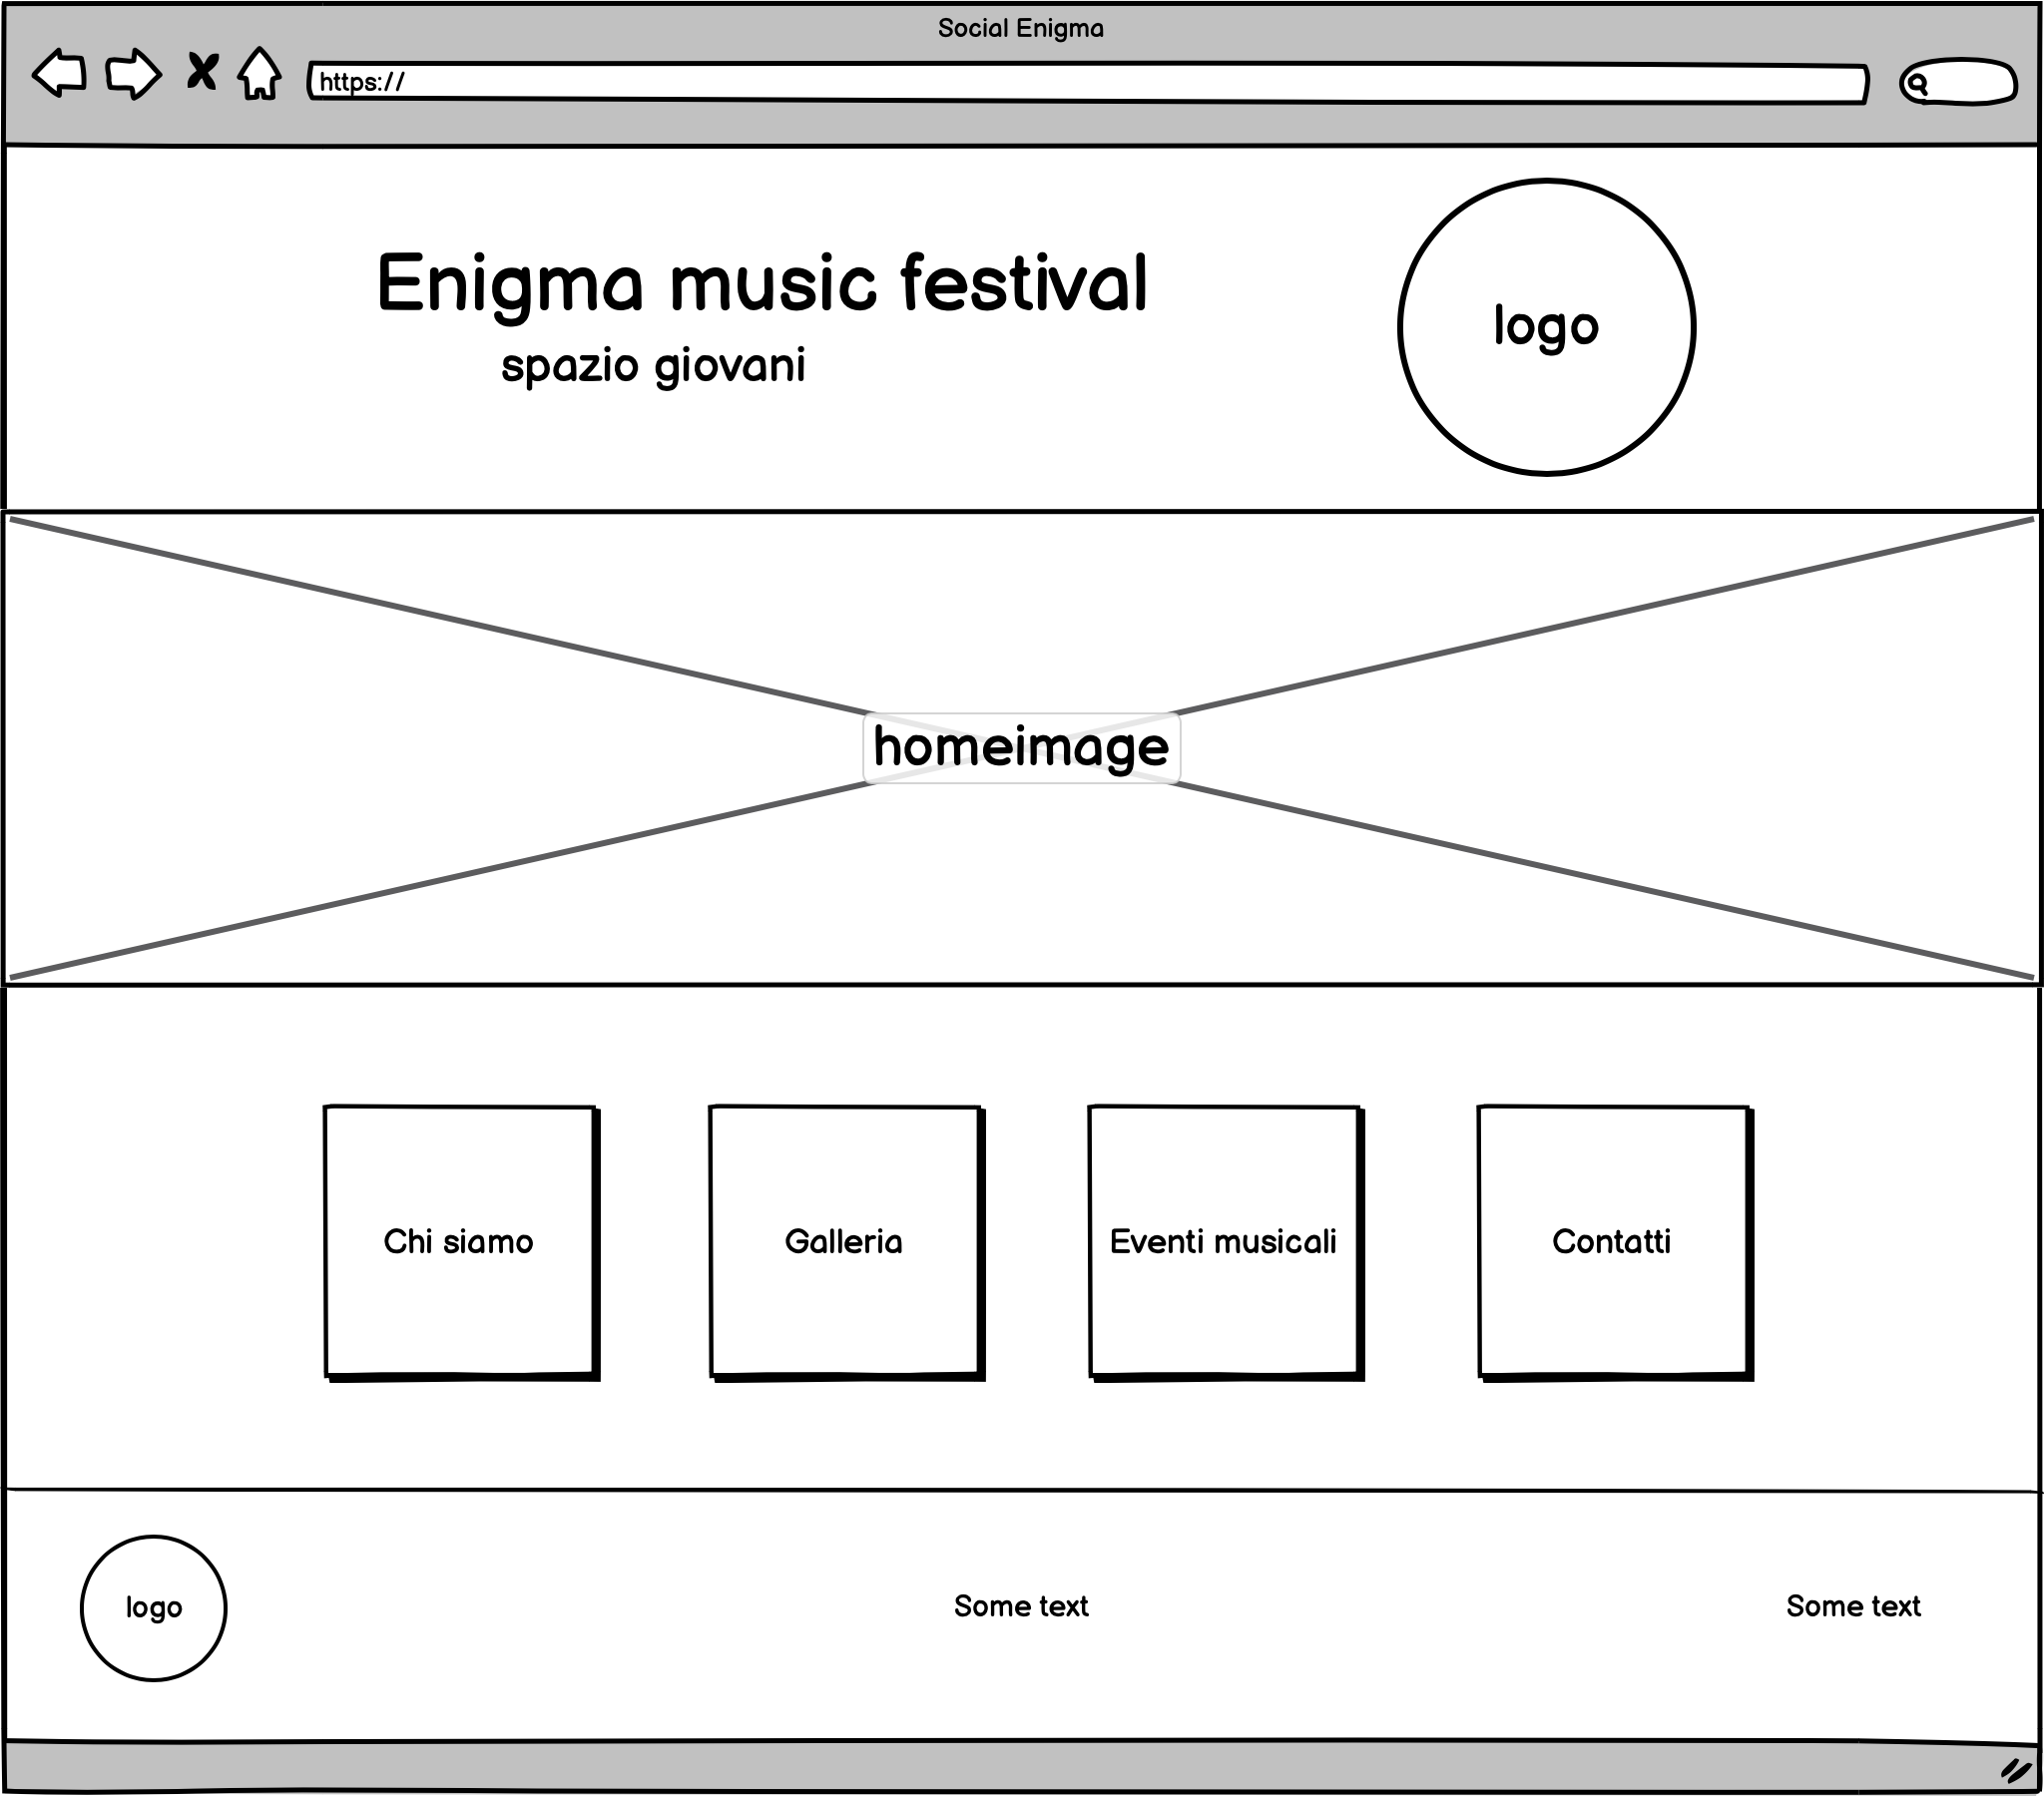 Social Enigma
https://
Enigma music festival
spazio giovani
logo
homeimage
Chi siamo
Galleria
Eventi musicali
Contatti
logo
Some text
Some text